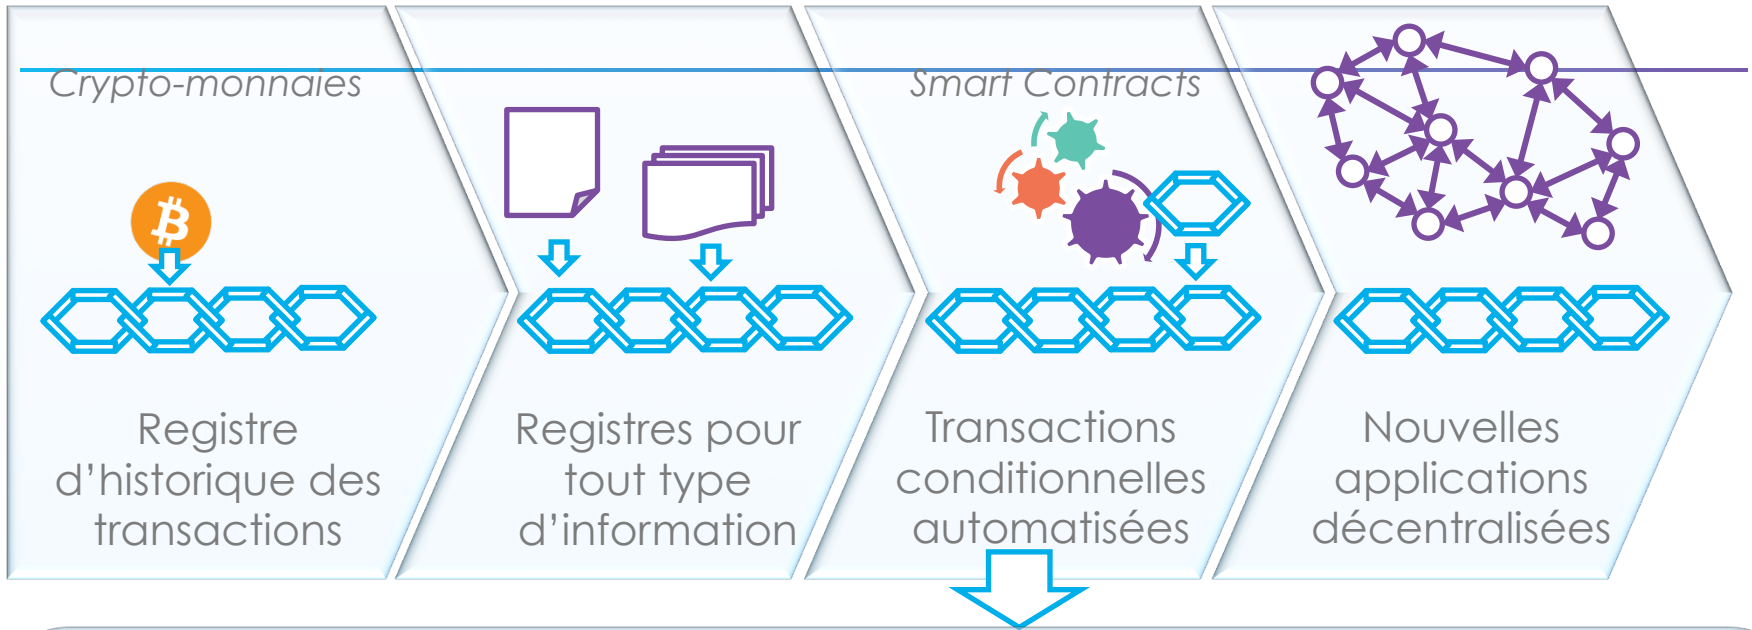 Crypto-monnaies
Registre
d’historique des
transactions
Registres pour
tout type
d’information
Smart Contracts
Transactions
conditionnelles
automatisées
Nouvelles
applications
décentralisées